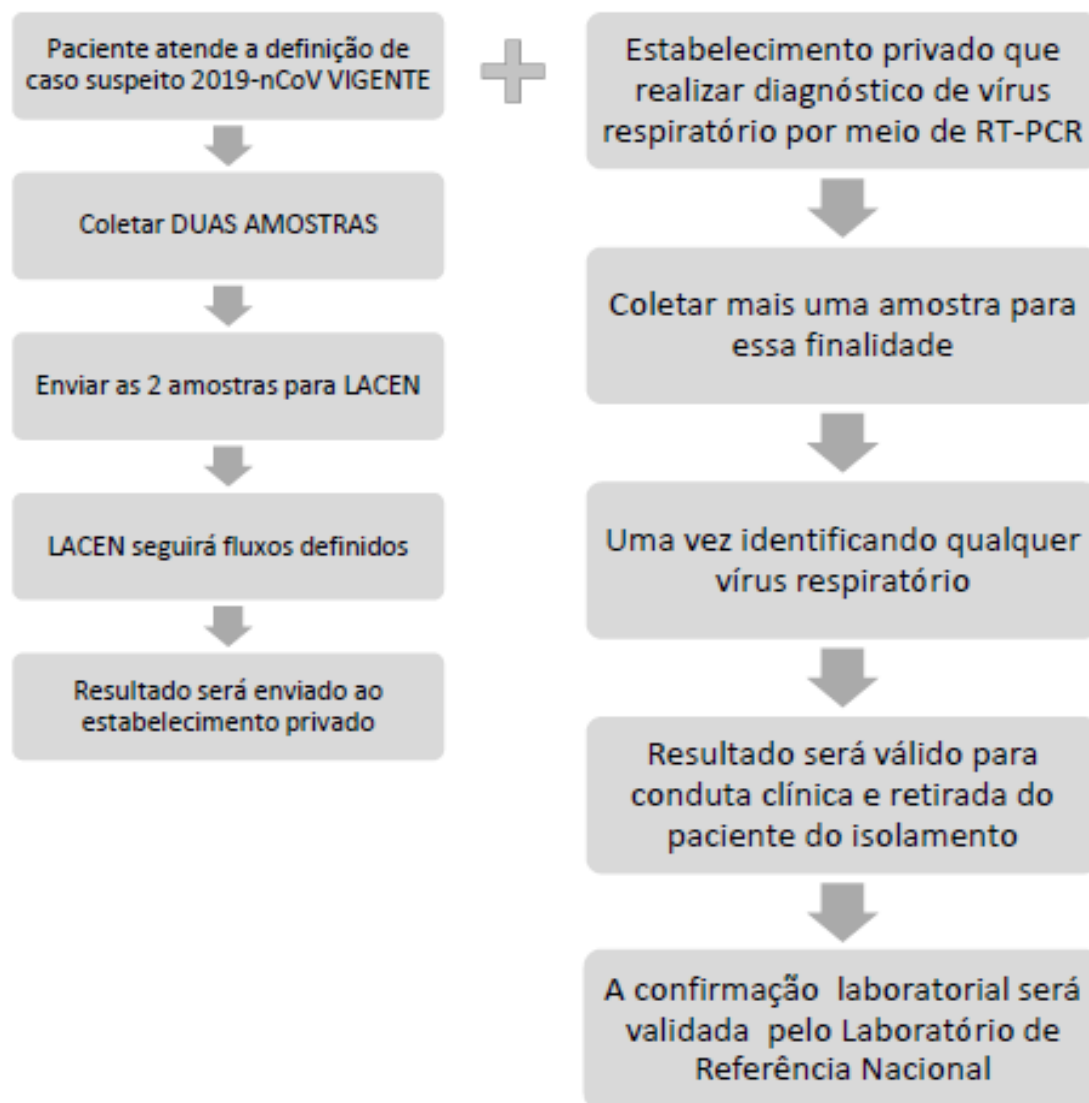 Paciente atende a definição de
caso suspeito 2019-nCoV VIGENTE
Coletar DUAS AMOSTRAS
Enviar as 2 amostras para LACEN
LACEN seguirá fluxos definidos
Resultado será enviado ao
estabelecimento privado
Estabelecimento privado que
realizar diagnóstico de vírus
respiratório por meio de RT-PCR
Coletar mais uma amostra para
essa finalidade
Uma vez identificando qualquer
vírus respiratório
Resultado será válido para
conduta clínica e retirada do
paciente do isolamento
A confirmação laboratorial será
validada pelo Laboratório de
Referência Nacional